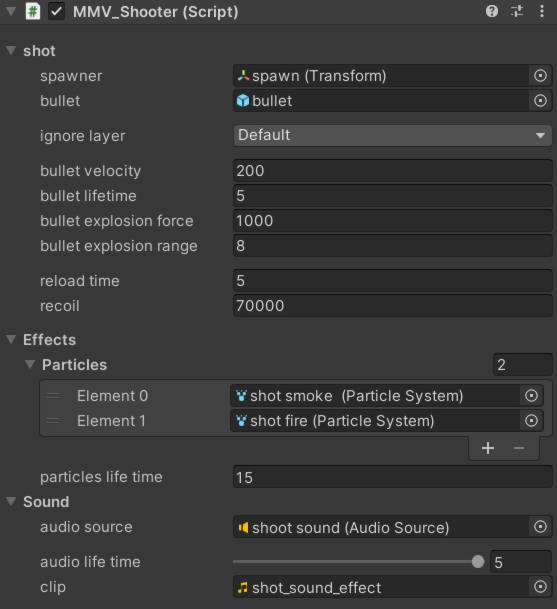 MMV_Shooter (Script)
shot
spawner spawn (Transform)
bullet bullet
ignore layer Default
bullet velocity 200
bullet lifetime 5
bullet explosion force 1000
bullet explosion range 8
reload time 5
recoil 70000
Effects
Particles 2
Element 0 shot smoke (Particle System)
Element 1 shot fire (Particle System)
+ −
particles life time 15
Sound
audio source shoot sound (Audio Source)
audio life time 5
clip shot_sound_effect